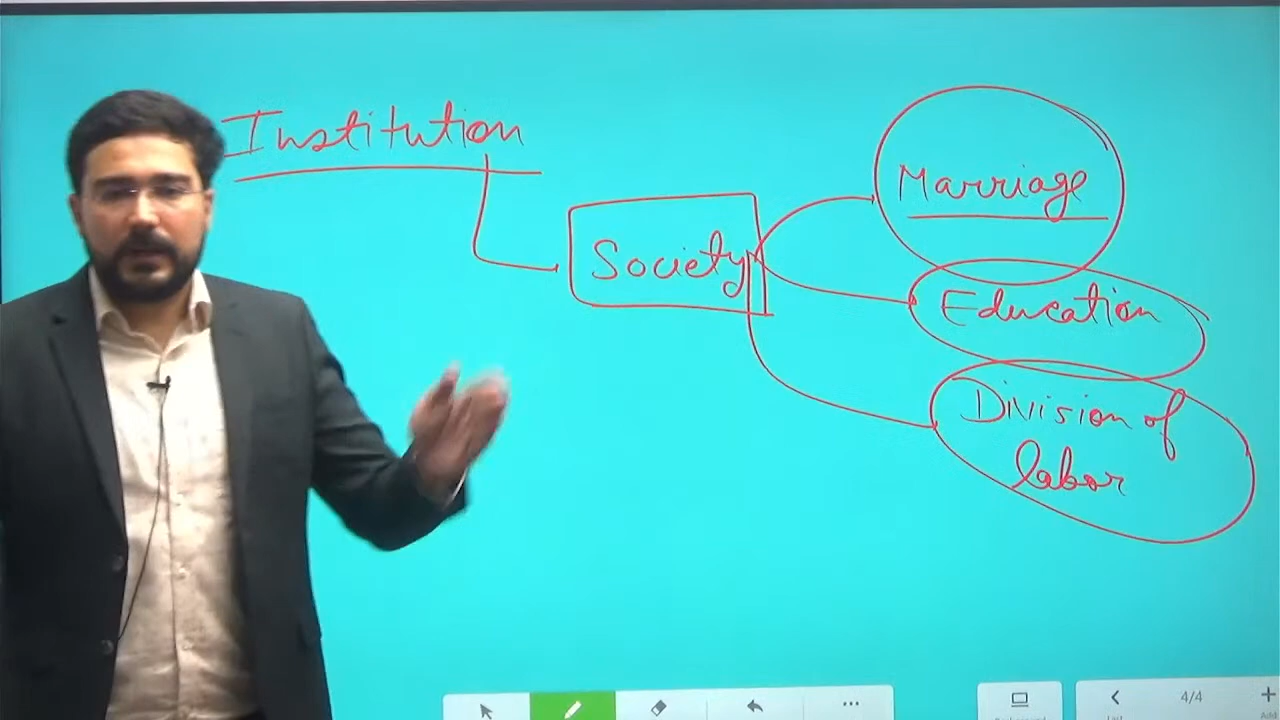 Institution
Society
Marriage
Education
Division of
labor
4/4